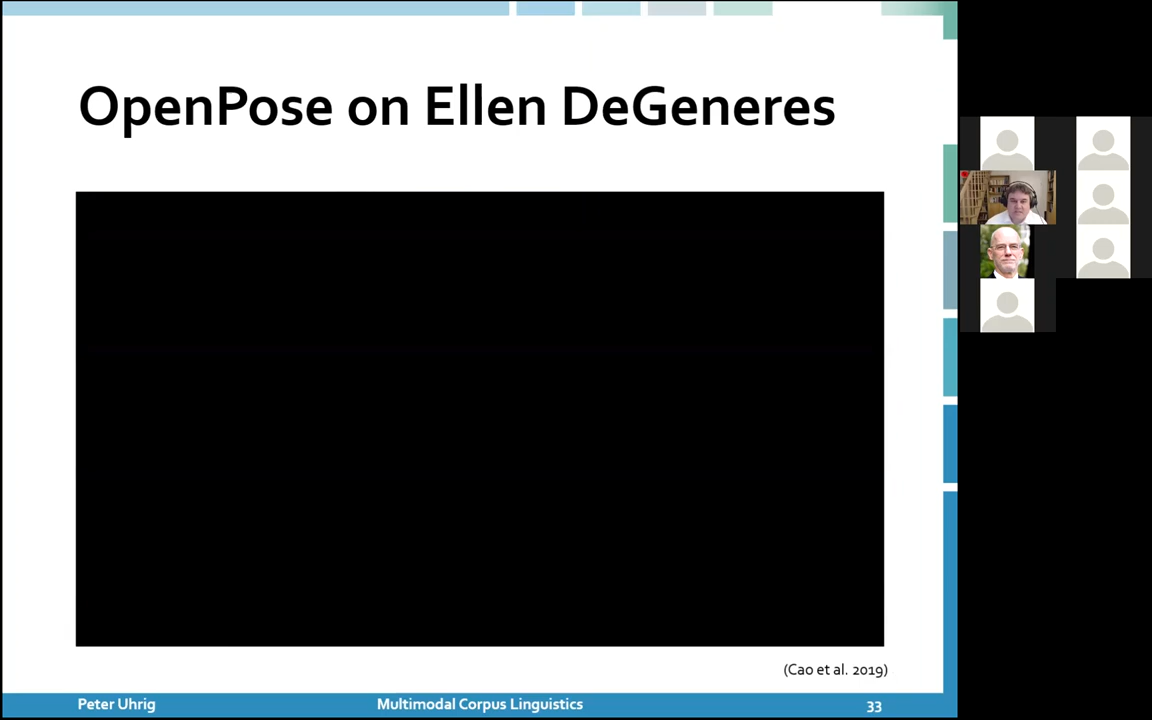 OpenPose on Ellen DeGeneres
(Cao et al. 2019)
Peter Uhrig
Multimodal Corpus Linguistics
33